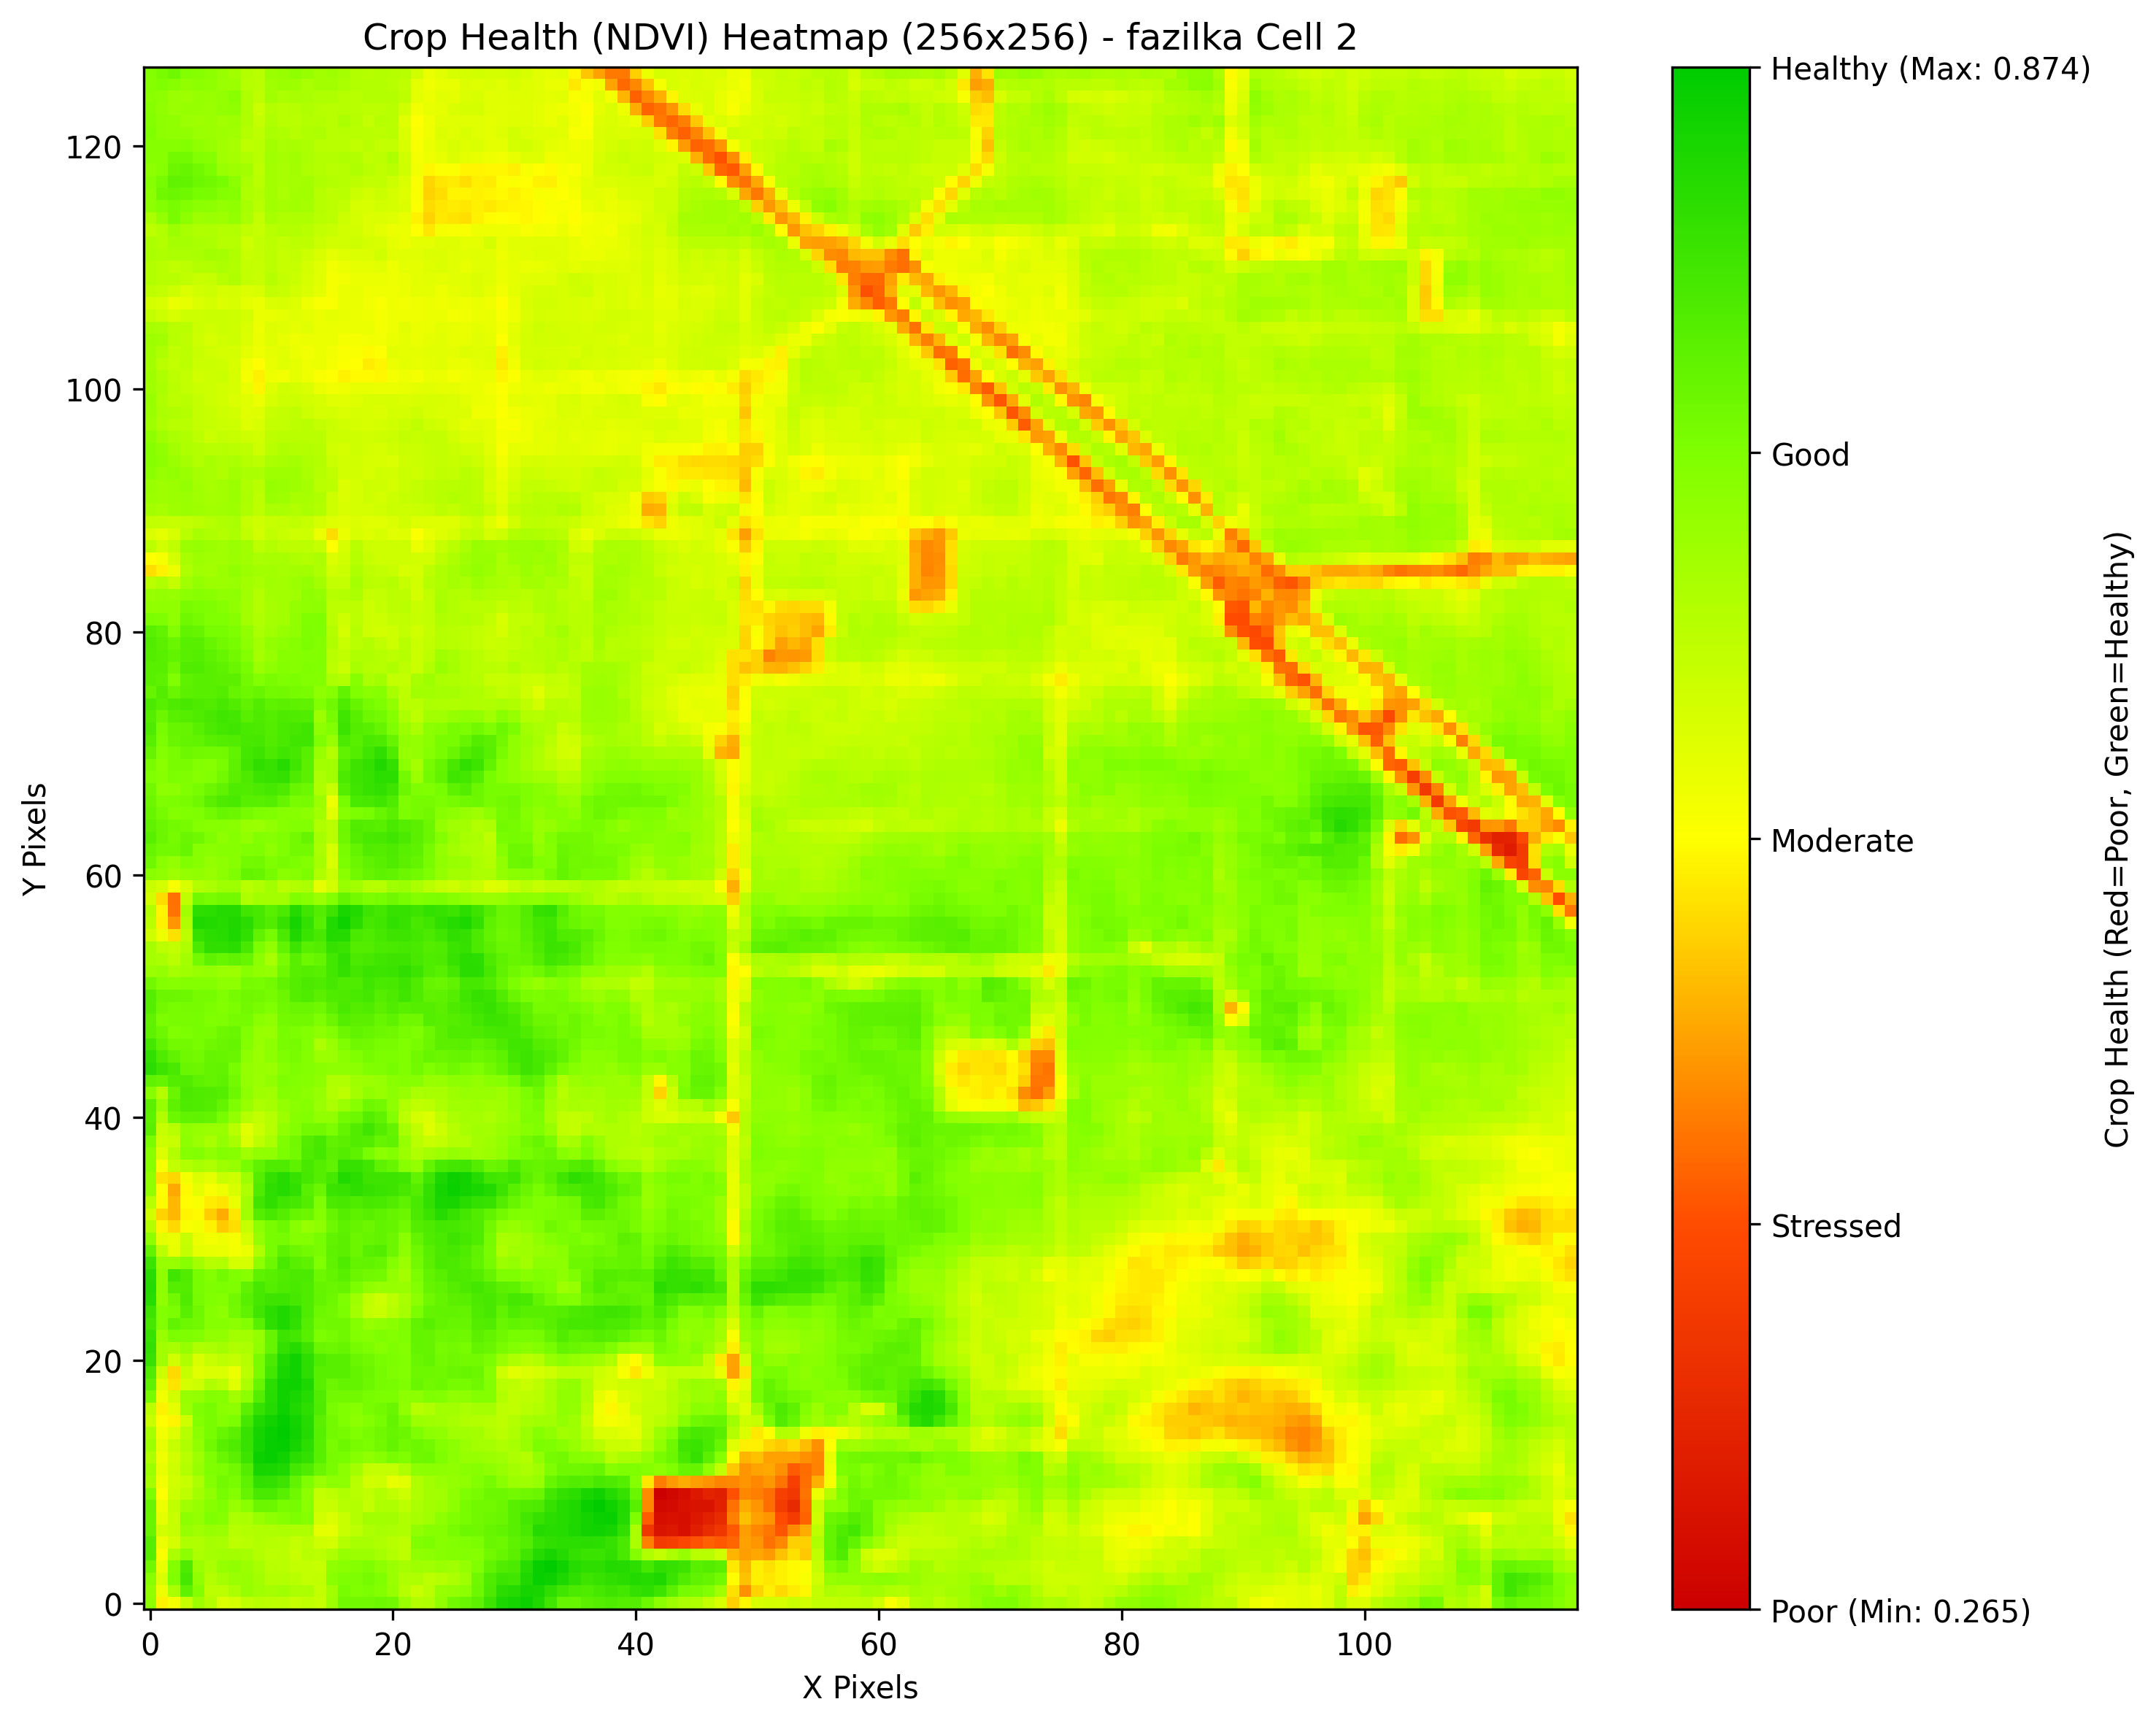 Crop Health (NDVI) Heatmap (256x256) - fazilka Cell 2
120
100
80
60
40
20
0
Y Pixels
0 20 40 60 80 100
X Pixels
Healthy (Max: 0.874)
Good
Moderate
Stressed
Poor (Min: 0.265)
Crop Health (Red=Poor, Green=Healthy)